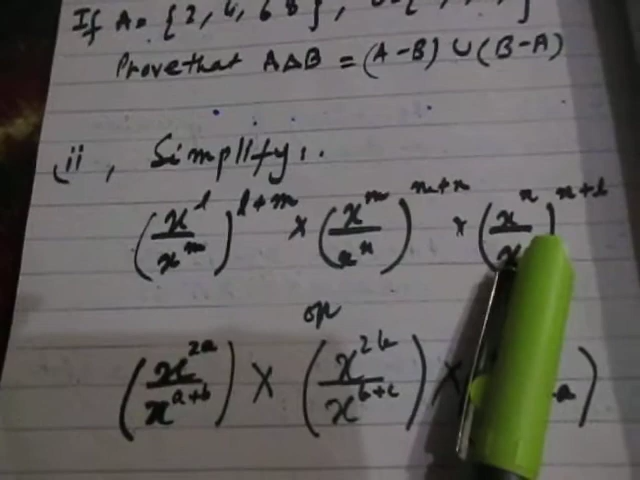 If A = {2, 4, 6 8},
Prove that A Δ B = (A - B) ∪ (B - A)
ii, Simplify:.
(x^l / x^m)^{l+m} × (x^m / x^n)^{m+n} × (x^n / x)^{n+l}
or
(x^{2a} / x^{a+b}) × (x^{2b} / x^{b+c}) × a)